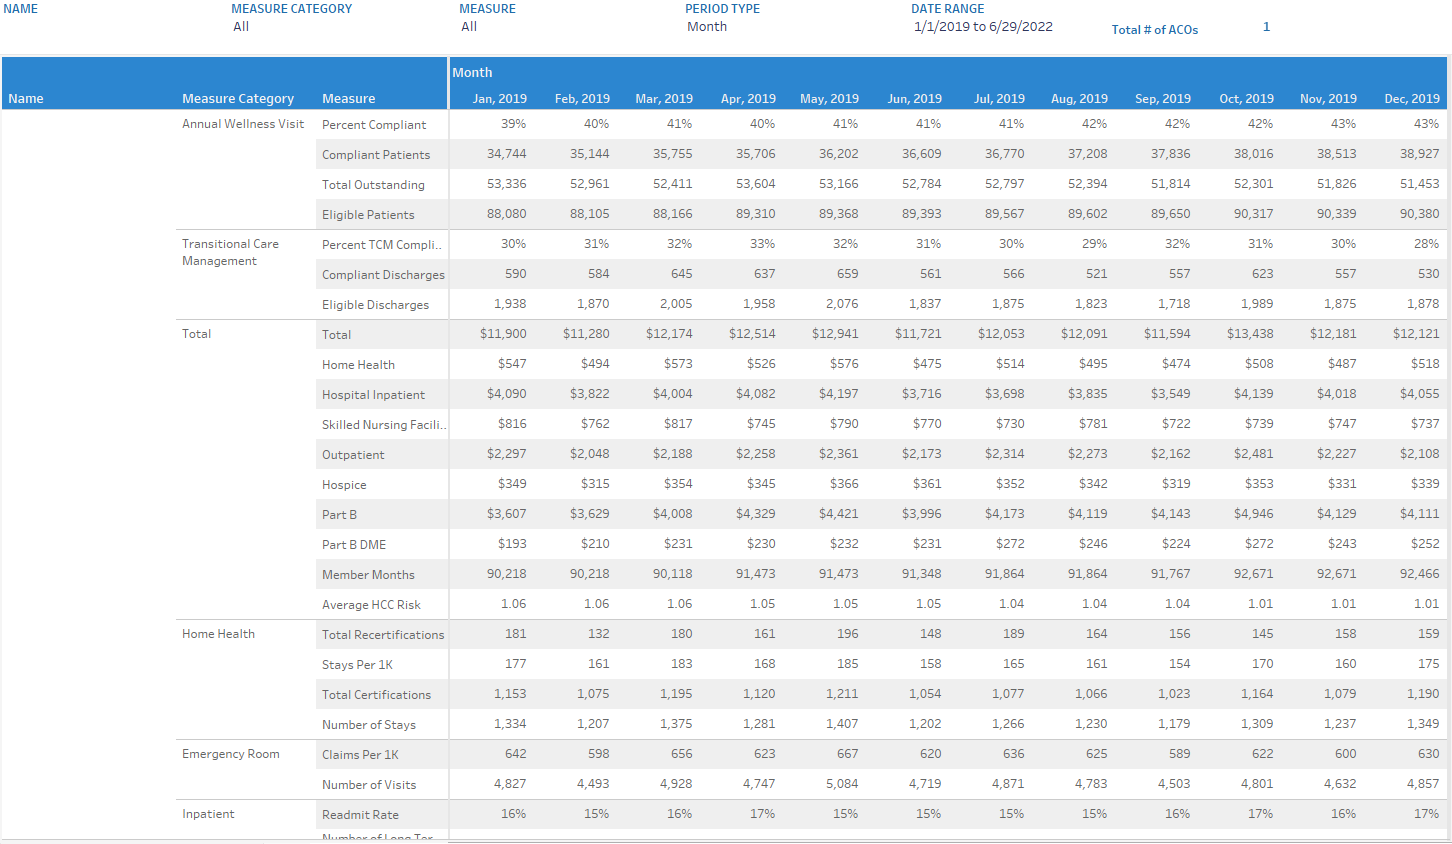 NAME MEASURE CATEGORY MEASURE PERIOD TYPE DATE RANGE
All All Month 1/1/2019 to 6/29/2022 Total # of ACOs 1
Month
Name Measure Category Measure Jan, 2019 Feb, 2019 Mar, 2019 Apr, 2019 May, 2019 Jun, 2019 Jul, 2019 Aug, 2019 Sep, 2019 Oct, 2019 Nov, 2019 Dec, 2019
Annual Wellness Visit Percent Compliant 39% 40% 41% 40% 41% 41% 41% 42% 42% 42% 43% 43%
Compliant Patients 34,744 35,144 35,755 35,706 36,202 36,609 36,770 37,208 37,836 38,016 38,513 38,927
Total Outstanding 53,336 52,961 52,411 53,604 53,166 52,784 52,797 52,394 51,814 52,301 51,826 51,453
Eligible Patients 88,080 88,105 88,166 89,310 89,368 89,393 89,567 89,602 89,650 90,317 90,339 90,380
Transitional Care Management Percent TCM Compli.. 30% 31% 32% 33% 32% 31% 30% 29% 32% 31% 30% 28%
Compliant Discharges 590 584 645 637 659 561 566 521 557 623 557 530
Eligible Discharges 1,938 1,870 2,005 1,958 2,076 1,837 1,875 1,823 1,718 1,989 1,875 1,878
Total Total $11,900 $11,280 $12,174 $12,514 $12,941 $11,721 $12,053 $12,091 $11,594 $13,438 $12,181 $12,121
Home Health $547 $494 $573 $526 $576 $475 $514 $495 $474 $508 $487 $518
Hospital Inpatient $4,090 $3,822 $4,004 $4,082 $4,197 $3,716 $3,698 $3,835 $3,549 $4,139 $4,018 $4,055
Skilled Nursing Facili.. $816 $762 $817 $745 $790 $770 $730 $781 $722 $739 $747 $737
Outpatient $2,297 $2,048 $2,188 $2,258 $2,361 $2,173 $2,314 $2,273 $2,162 $2,481 $2,227 $2,108
Hospice $349 $315 $354 $345 $366 $361 $352 $342 $319 $353 $331 $339
Part B $3,607 $3,629 $4,008 $4,329 $4,421 $3,996 $4,173 $4,119 $4,143 $4,946 $4,129 $4,111
Part B DME $193 $210 $231 $230 $232 $231 $272 $246 $224 $272 $243 $252
Member Months 90,218 90,218 90,118 91,473 91,473 91,348 91,864 91,864 91,767 92,671 92,671 92,466
Average HCC Risk 1.06 1.06 1.06 1.05 1.05 1.05 1.04 1.04 1.04 1.01 1.01 1.01
Home Health Total Recertifications 181 132 180 161 196 148 189 164 156 145 158 159
Stays Per 1K 177 161 183 168 185 158 165 161 154 170 160 175
Total Certifications 1,153 1,075 1,195 1,120 1,211 1,054 1,077 1,066 1,023 1,164 1,079 1,190
Number of Stays 1,334 1,207 1,375 1,281 1,407 1,202 1,266 1,230 1,179 1,309 1,237 1,349
Emergency Room Claims Per 1K 642 598 656 623 667 620 636 625 589 622 600 630
Number of Visits 4,827 4,493 4,928 4,747 5,084 4,719 4,871 4,783 4,503 4,801 4,632 4,857
Inpatient Readmit Rate 16% 15% 16% 17% 15% 15% 15% 15% 16% 17% 16% 17%
Number of Long Ter..